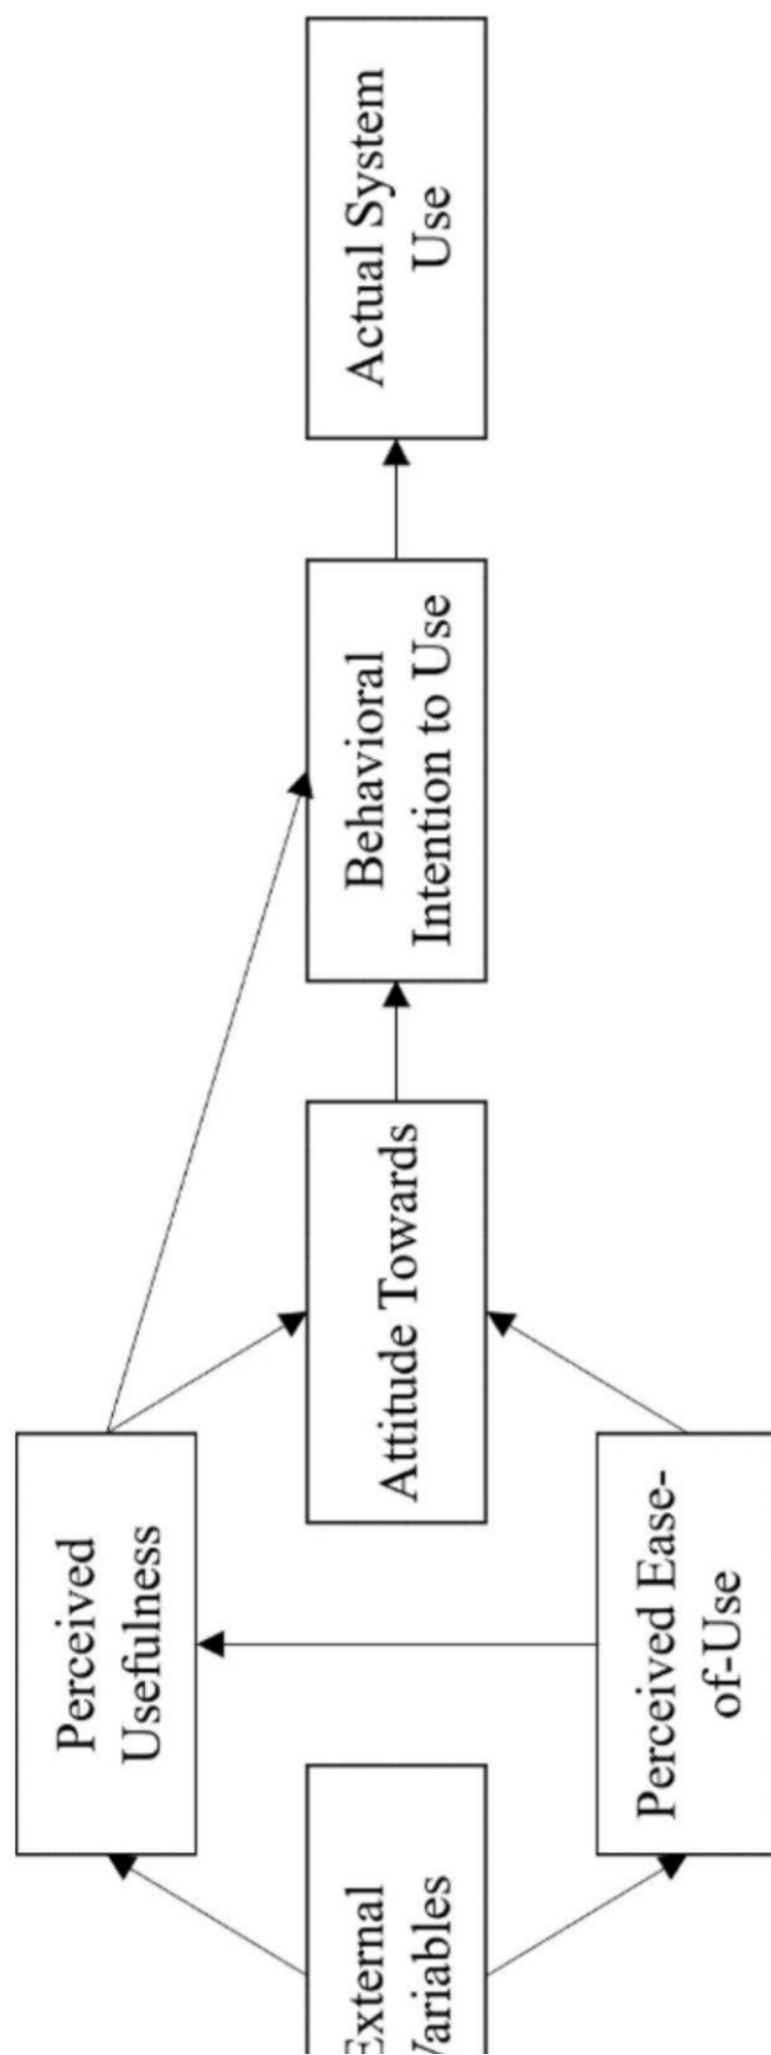 External
Variables
Perceived
Usefulness
Perceived Ease-
of-Use
Attitude Towards
Behavioral
Intention to Use
Actual System
Use